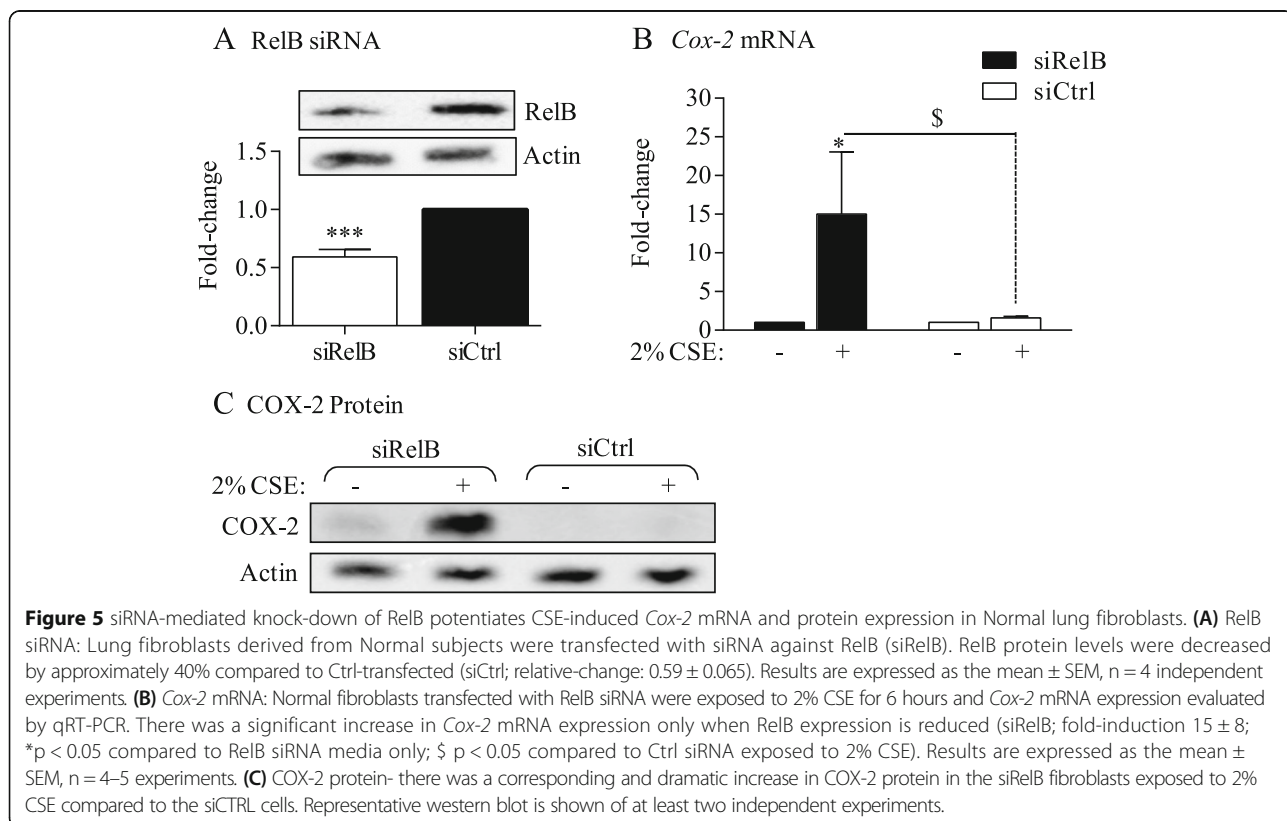 A RelB siRNA
RelB
Actin
Fold-change
1.5
1.0
0.5
0.0
***
siRelB siCtrl
B Cox-2 mRNA
siRelB
siCtrl
Fold-change
30
25
20
15
10
5
0
*
$
2% CSE: - + - +
C COX-2 Protein
siRelB siCtrl
2% CSE: - + - +
COX-2
Actin
Figure 5 siRNA-mediated knock-down of RelB potentiates CSE-induced Cox-2 mRNA and protein expression in Normal lung fibroblasts. (A) RelB
siRNA: Lung fibroblasts derived from Normal subjects were transfected with siRNA against RelB (siRelB). RelB protein levels were decreased
by approximately 40% compared to Ctrl-transfected (siCtrl; relative-change: 0.59 ± 0.065). Results are expressed as the mean ± SEM, n = 4 independent
experiments. (B) Cox-2 mRNA: Normal fibroblasts transfected with RelB siRNA were exposed to 2% CSE for 6 hours and Cox-2 mRNA expression evaluated
by qRT-PCR. There was a significant increase in Cox-2 mRNA expression only when RelB expression is reduced (siRelB; fold-induction 15 ± 8;
*p < 0.05 compared to RelB siRNA media only; $ p < 0.05 compared to Ctrl siRNA exposed to 2% CSE). Results are expressed as the mean ±
SEM, n = 4–5 experiments. (C) COX-2 protein- there was a corresponding and dramatic increase in COX-2 protein in the siRelB fibroblasts exposed to 2%
CSE compared to the siCTRL cells. Representative western blot is shown of at least two independent experiments.